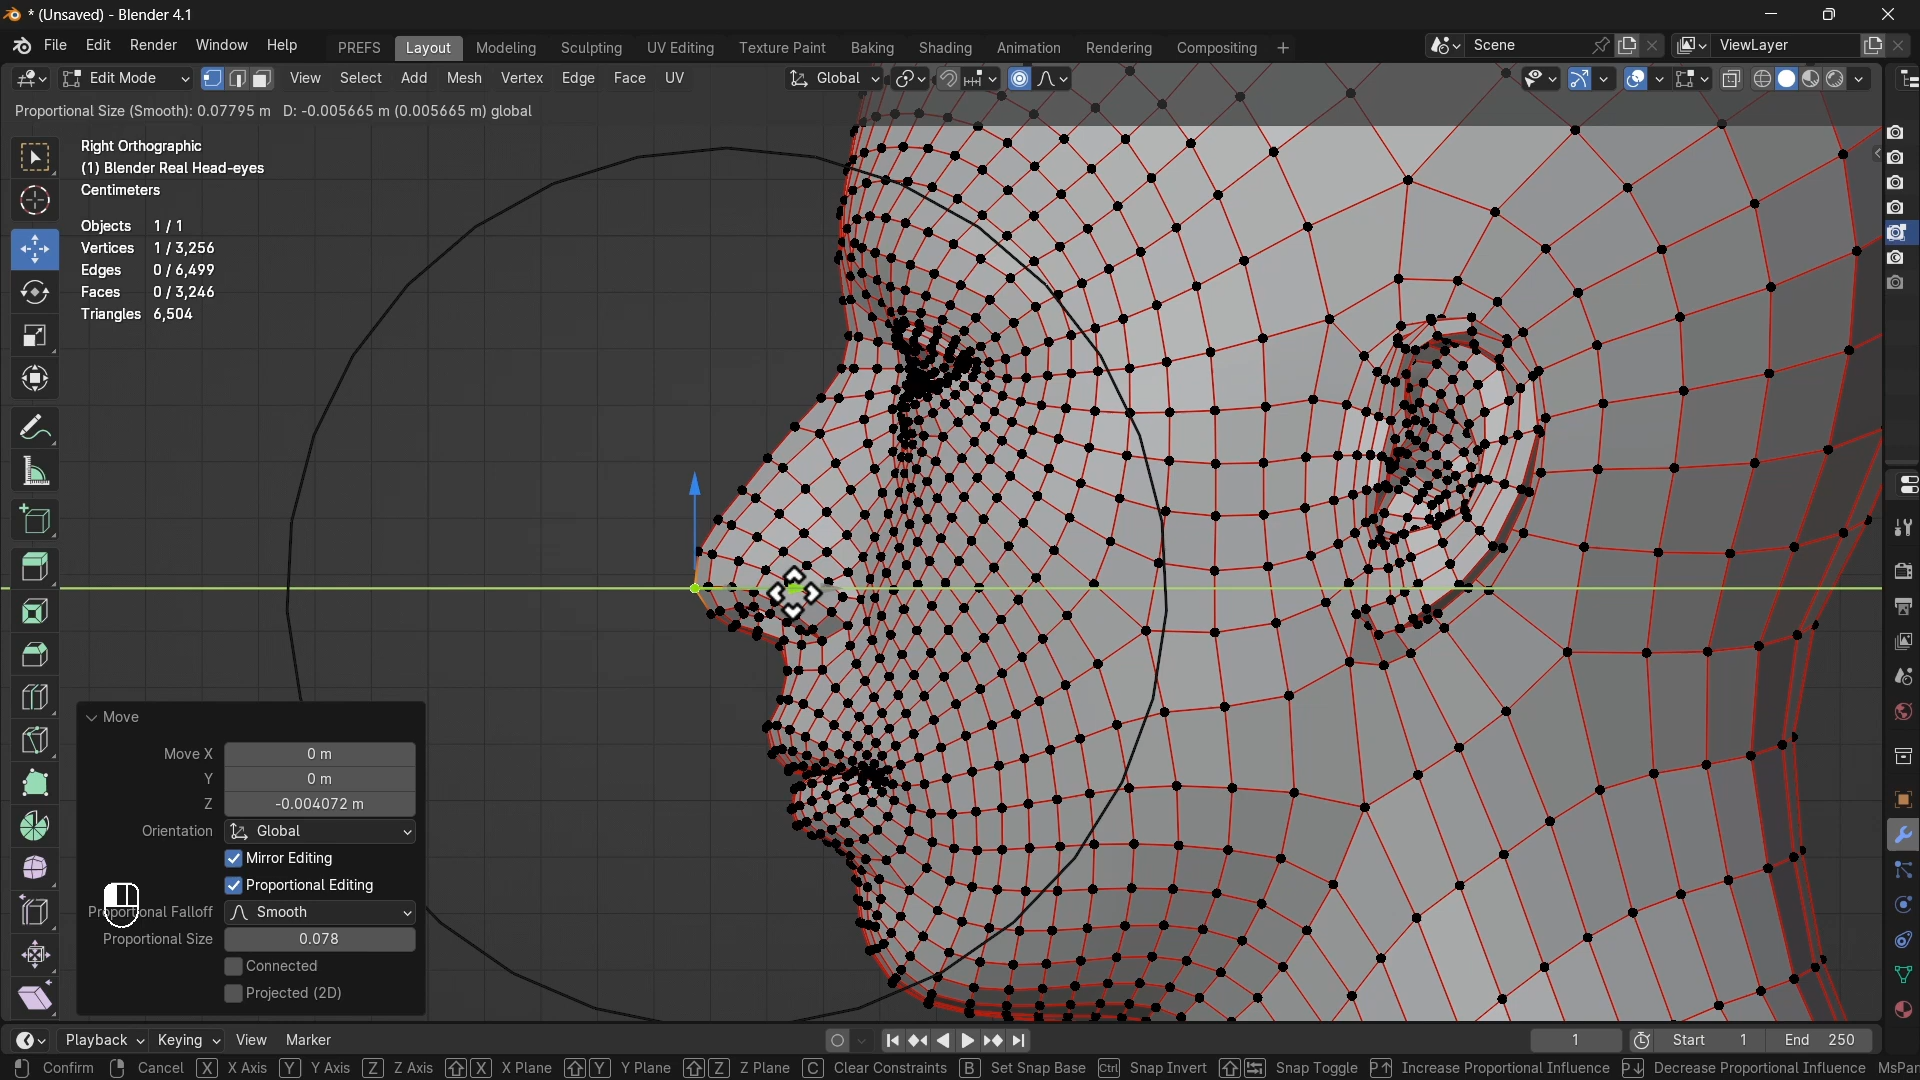 * (Unsaved) - Blender 4.1
File Edit Render Window Help PREFS Layout Modeling Sculpting UV Editing Texture Paint Baking Shading Animation Rendering Compositing + Scene ViewLayer
Edit Mode View Select Add Mesh Vertex Edge Face UV Global
Proportional Size (Smooth): 0.07795 m D: -0.005665 m (0.005665 m) global
Right Orthographic
(1) Blender Real Head-eyes
Centimeters
Objects 1 / 1
Vertices 1 / 3,256
Edges 0 / 6,499
Faces 0 / 3,246
Triangles 6,504
Move
Move X 0 m
Y 0 m
Z -0.004072 m
Orientation Global
Mirror Editing
Proportional Editing
Proportional Falloff Smooth
Proportional Size 0.078
Connected
Projected (2D)
Playback Keying View Marker 1 Start 1 End 250
Confirm Cancel X X Axis Y Y Axis Z Z Axis X X Plane Y Y Plane Z Z Plane C Clear Constraints B Set Snap Base Ctrl Snap Invert Snap Toggle P↑ Increase Proportional Influence P↓ Decrease Proportional Influence MsPan